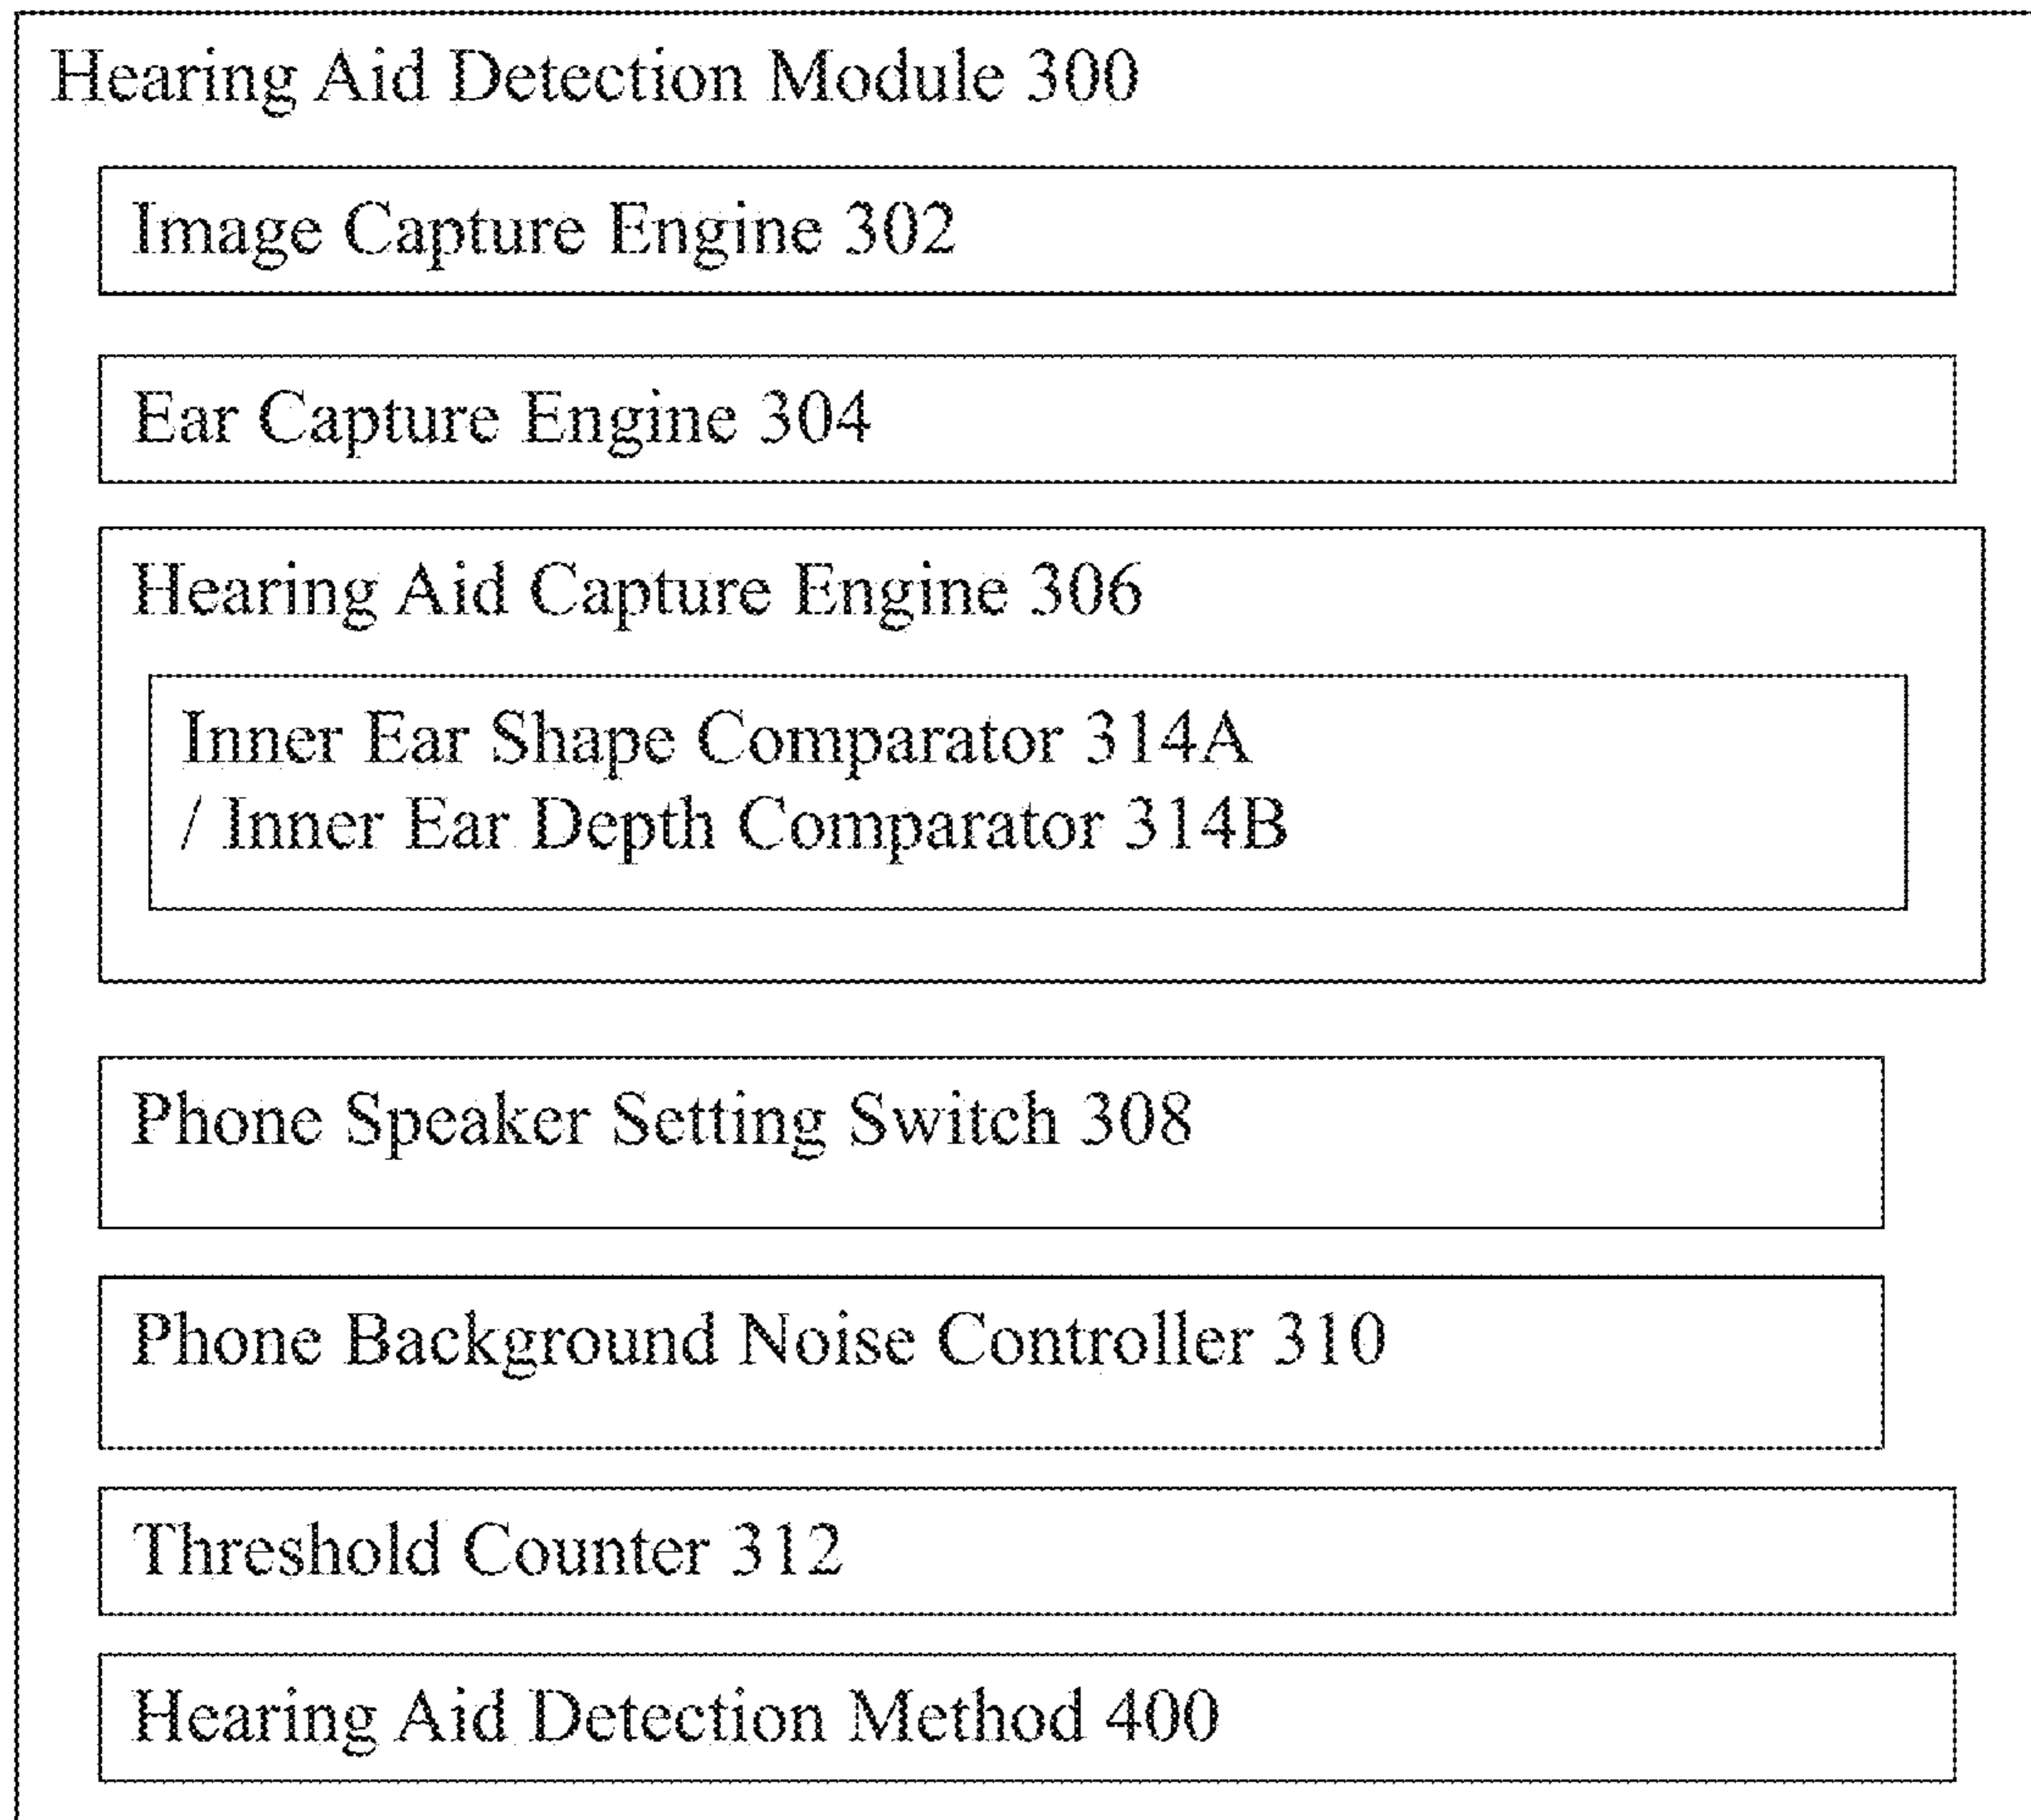 Hearing Aid Detection Module 300
Image Capture Engine 302
Ear Capture Engine 304
Hearing Aid Capture Engine 306
Inner Ear Shape Comparator 314A
/ Inner Ear Depth Comparator 314B
Phone Speaker Setting Switch 308
Phone Background Noise Controller 310
Threshold Counter 312
Hearing Aid Detection Method 400